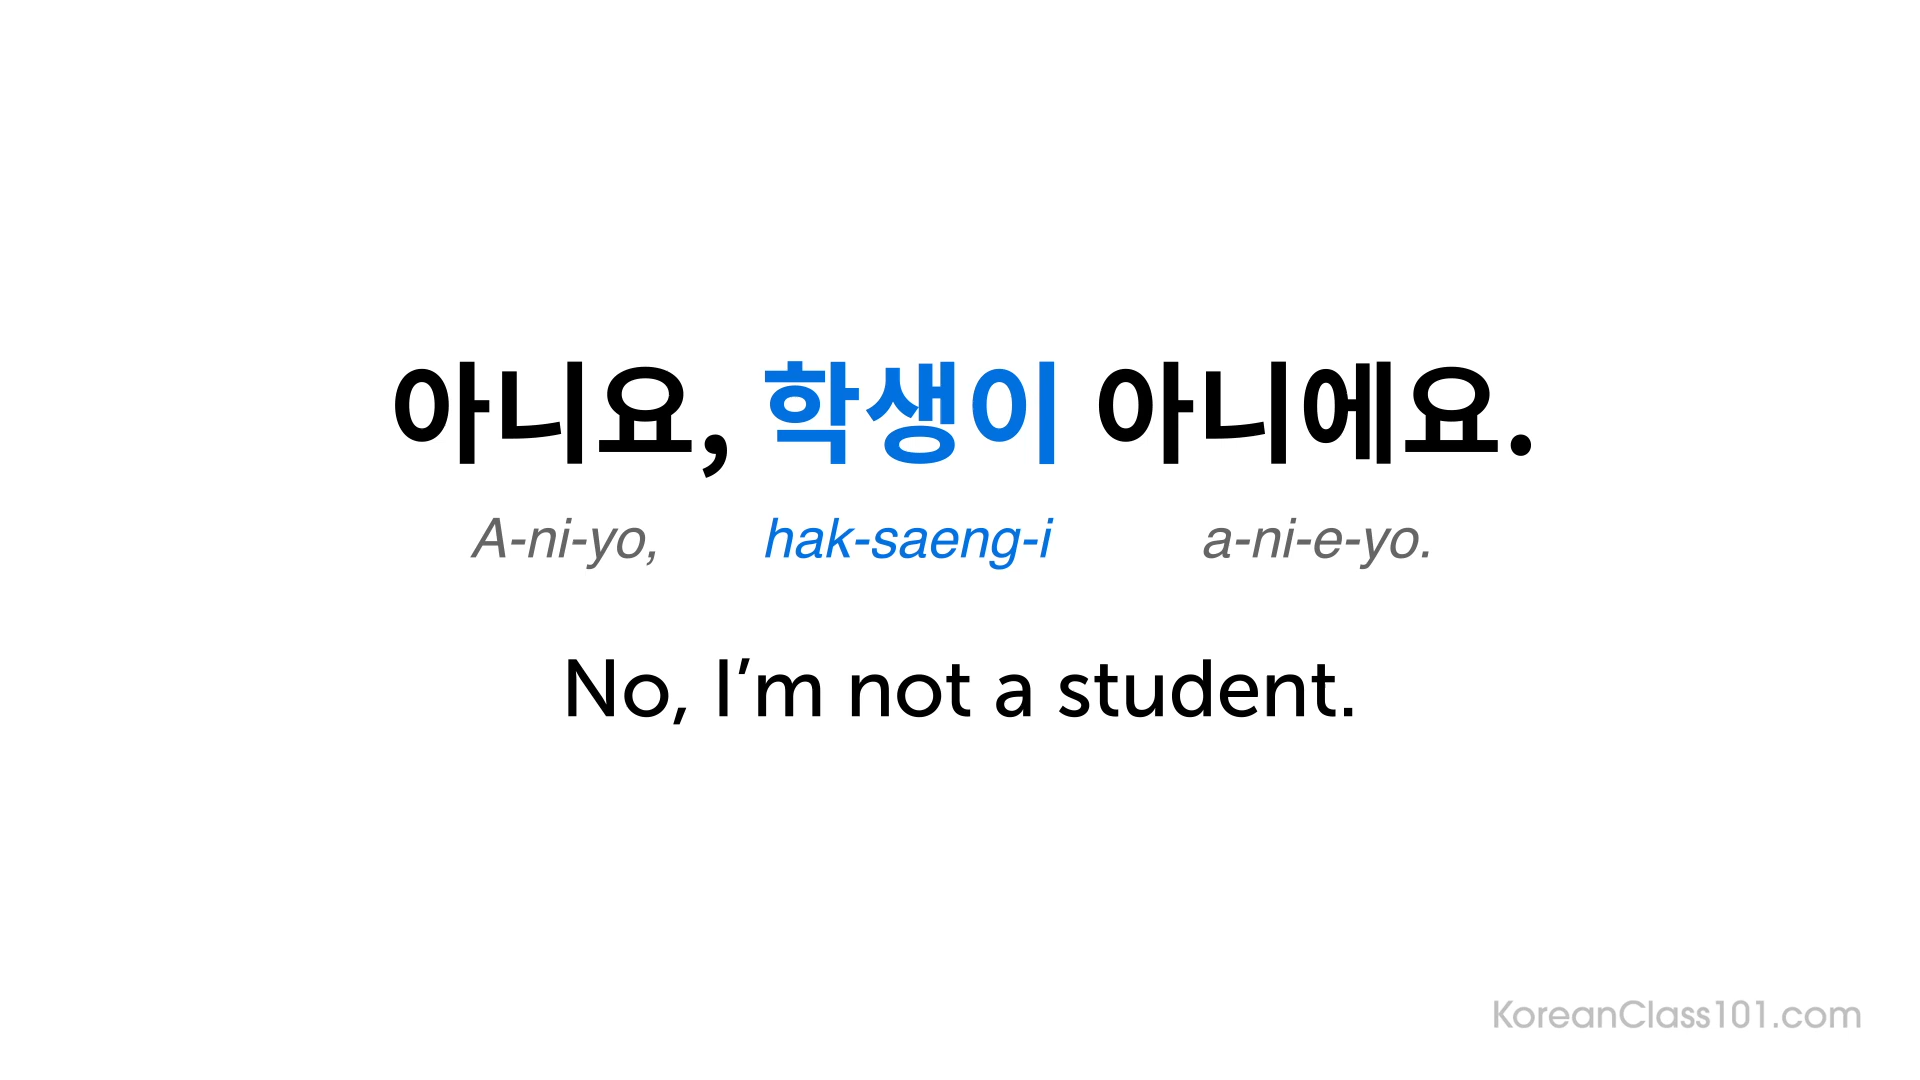 아니요, 학생이 아니에요.
A-ni-yo, hak-saeng-i a-ni-e-yo.
No, I’m not a student.
KoreanClass101.com